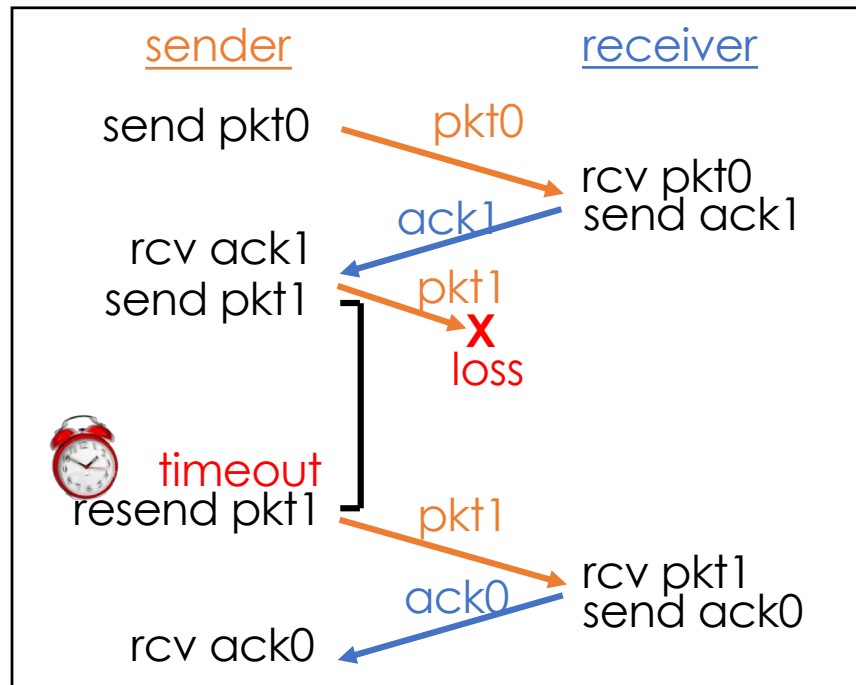 sender
receiver
send pkt0
pkt0
rcv pkt0
send ack1
ack1
rcv ack1
send pkt1
pkt1
X
loss
timeout
resend pkt1
pkt1
rcv pkt1
send ack0
ack0
rcv ack0